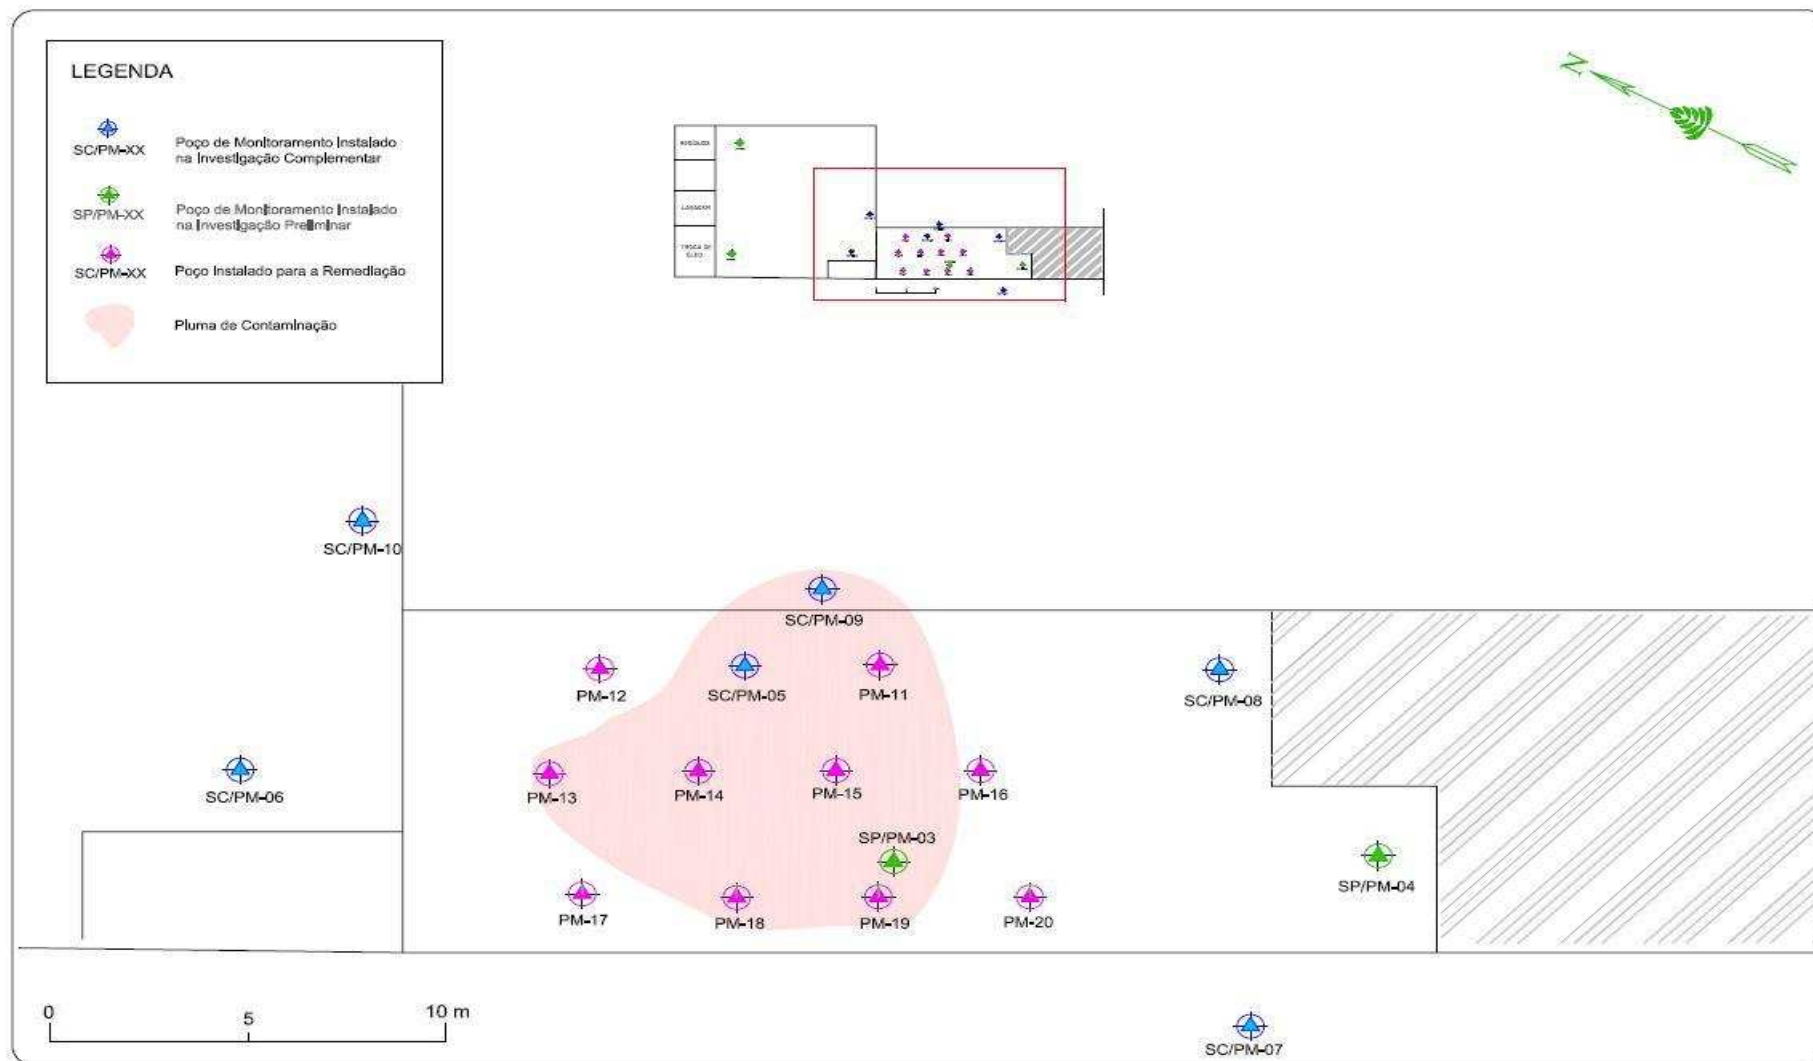 LEGENDA
SC/PM-XX
Poço de Monitoramento Instalado
na Investigação Complementar
SP/PM-XX
Poço de Monitoramento Instalado
na Investigação Preliminar
SC/PM-XX
Poço Instalado para a Remediação
Pluma de Contaminação
N
TROCA DE
ÓLEO
SC/PM-10
SC/PM-09
PM-12
SC/PM-05
PM-11
SC/PM-08
SC/PM-06
PM-13
PM-14
PM-15
PM-16
SP/PM-03
SP/PM-04
PM-17
PM-18
PM-19
PM-20
0
5
10 m
SC/PM-07